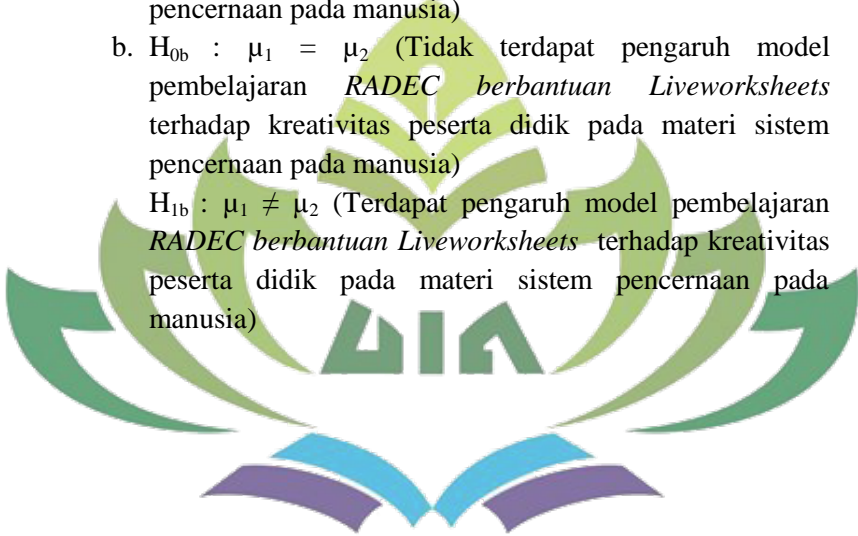 pencernaan pada manusia)
b. H₀b : µ₁ = µ₂ (Tidak terdapat pengaruh model
pembelajaran RADEC berbantuan Liveworksheets
terhadap kreativitas peserta didik pada materi sistem
pencernaan pada manusia)
H₁b : µ₁ ≠ µ₂ (Terdapat pengaruh model pembelajaran
RADEC berbantuan Liveworksheets terhadap kreativitas
peserta didik pada materi sistem pencernaan pada
manusia)
UIN